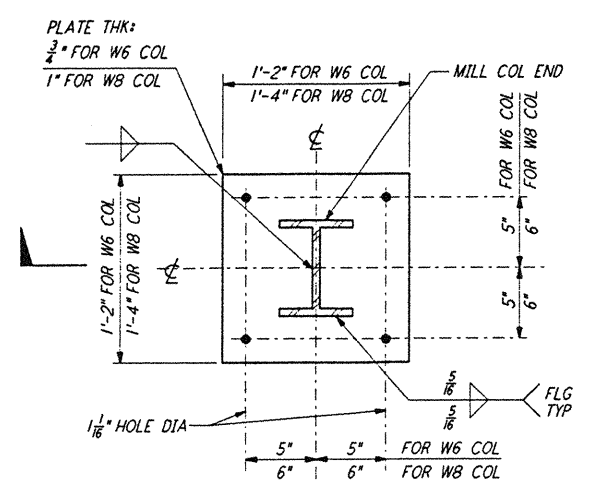 PLATE THK:
3/4" FOR W6 COL
1" FOR W8 COL
1'-2" FOR W6 COL
1'-4" FOR W8 COL
MILL COL END
FOR W6 COL
FOR W8 COL
5"
6"
5"
6"
1'-2" FOR W6 COL
1'-4" FOR W8 COL
℄
℄
5/16
5/16
FLG
TYP
1 1/16" HOLE DIA
5" 5" FOR W6 COL
6" 6" FOR W8 COL